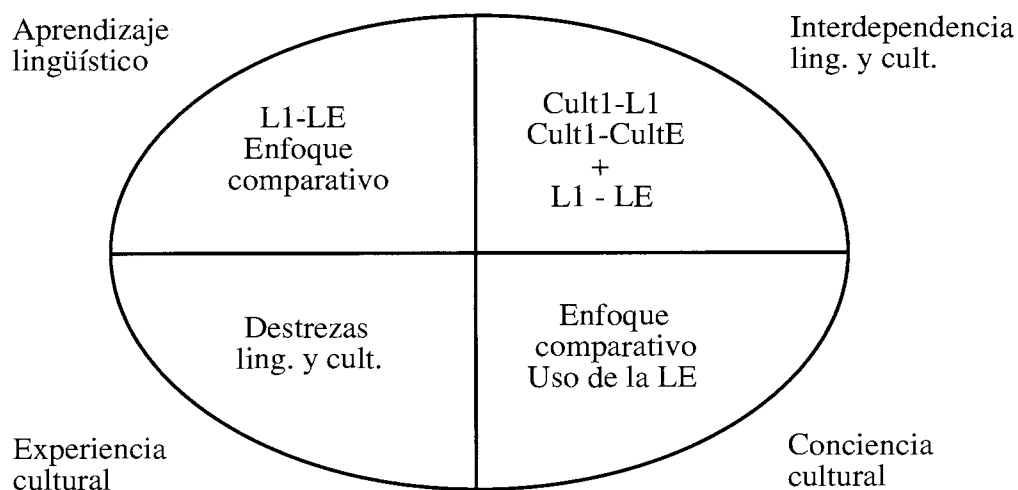 Aprendizaje
lingüístico
Interdependencia
ling. y cult.
L1-LE
Enfoque
comparativo
Cult1-L1
Cult1-CultE
+
L1 - LE
Destrezas
ling. y cult.
Enfoque
comparativo
Uso de la LE
Experiencia
cultural
Conciencia
cultural